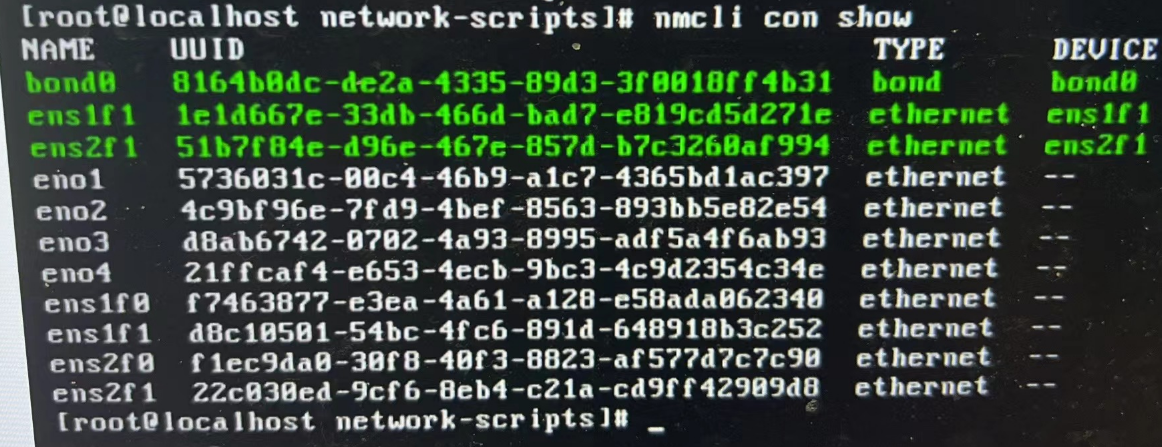 [root@localhost network-scripts]# nmcli con show
NAME UUID TYPE DEVICE
bond0 8164b0dc-de2a-4335-89d3-3f0018ff4b31 bond bond0
ens1f1 1e1d667e-33db-466d-bad7-e819cd5d271e ethernet ens1f1
ens2f1 51b7f84e-d96e-467e-857d-b7c3260af994 ethernet ens2f1
eno1 5736031c-00c4-46b9-a1c7-4365bd1ac397 ethernet --
eno2 4c9bf96e-7fd9-4bef-8563-893bb5e82e54 ethernet --
eno3 d8ab6742-0702-4a93-8995-adf5a4f6ab93 ethernet --
eno4 21ffcaf4-e653-4ecb-9bc3-4c9d2354c34e ethernet --
ens1f0 f7463877-e3ea-4a61-a128-e58ada062340 ethernet --
ens1f1 d8c10501-54bc-4fc6-891d-648918b3c252 ethernet --
ens2f0 f1ec9da0-30f8-40f3-8823-af577d7c7c90 ethernet --
ens2f1 22c030ed-9cf6-8eb4-c21a-cd9ff42909d8 ethernet --
[root@localhost network-scripts]# _